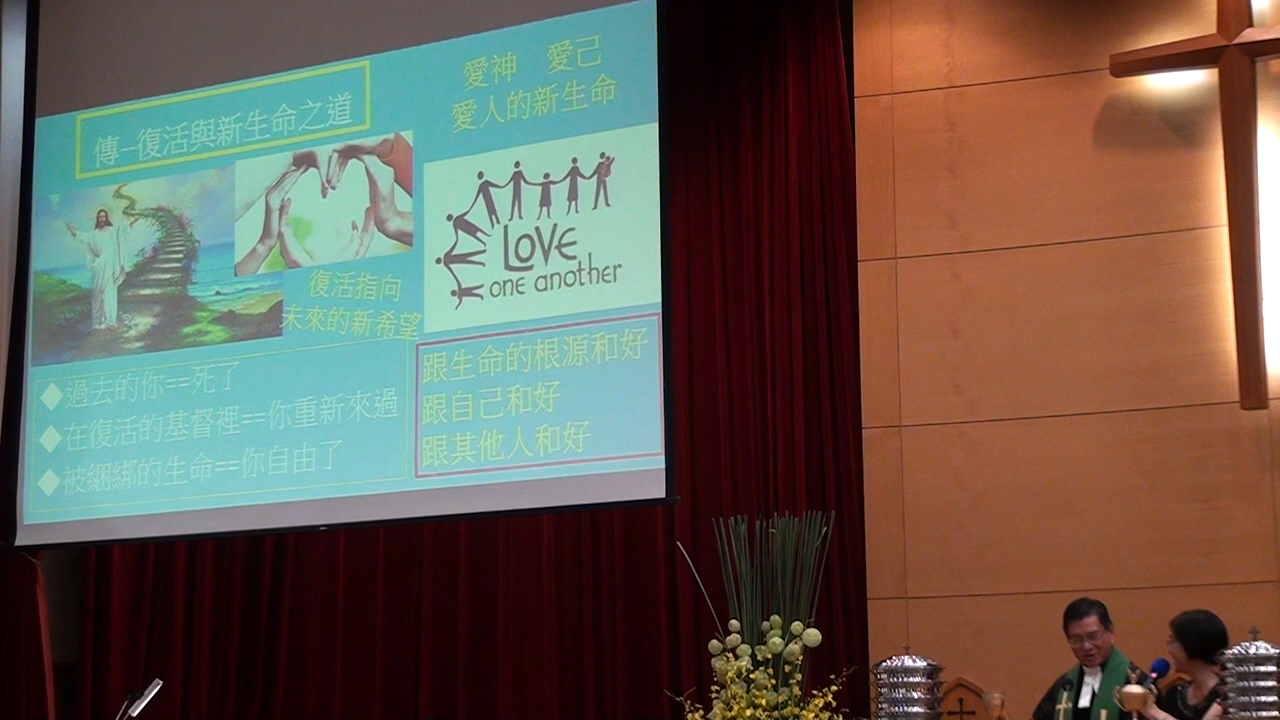 傳--復活與新生命之道
愛神 愛己
愛人的新生命
LOVE
one another
復活指向
未來的新希望
◆過去的你==死了
◆在復活的基督裡==你重新來過
◆被綑綁的生命==你自由了
跟生命的根源和好
跟自己和好
跟其他人和好